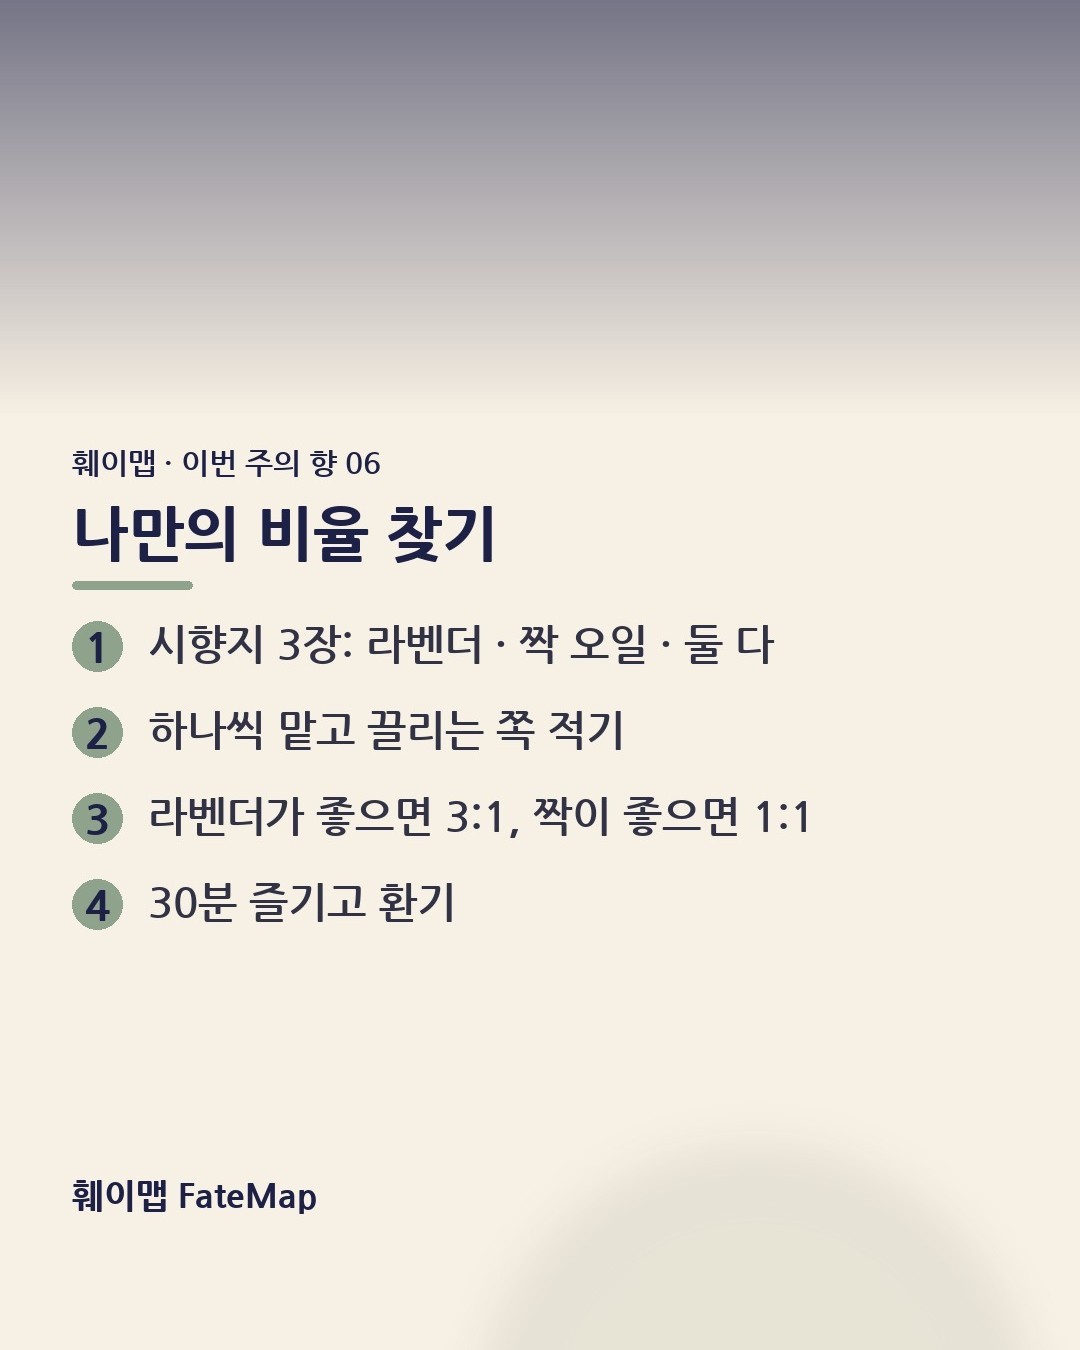 훼이맵 · 이번 주의 향 06
나만의 비율 찾기
1 시향지 3장: 라벤더 · 짝 오일 · 둘 다
2 하나씩 맡고 끌리는 쪽 적기
3 라벤더가 좋으면 3:1, 짝이 좋으면 1:1
4 30분 즐기고 환기
훼이맵 FateMap